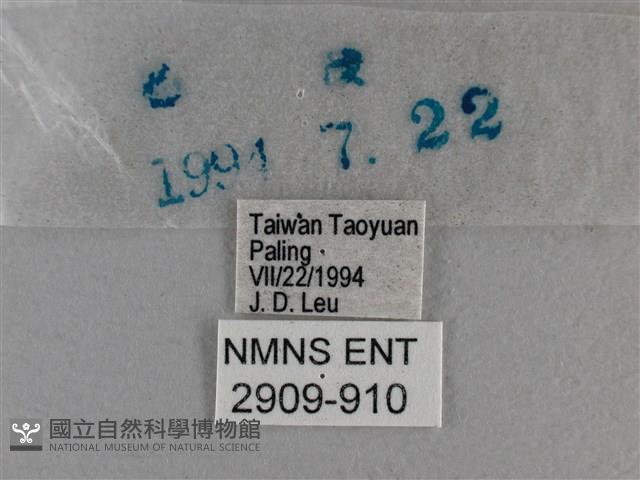 1994 7. 22
Taiwan Taoyuan
Paling
VII/22/1994
J. D. Leu
NMNS ENT
2909-910
國立自然科學博物館
NATIONAL MUSEUM OF NATURAL SCIENCE